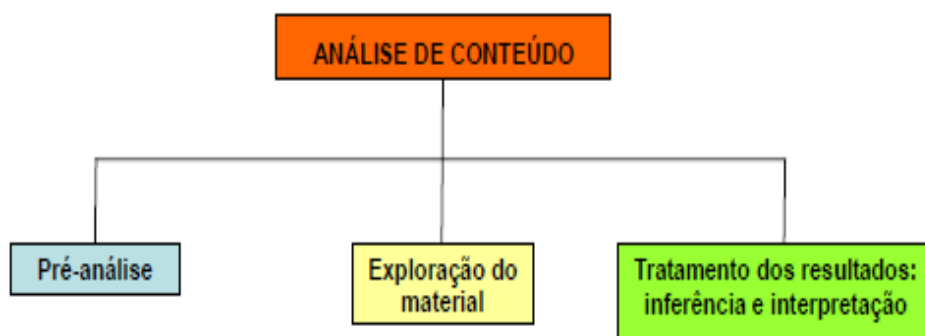 ANÁLISE DE CONTEÚDO
Pré-análise
Exploração do
material
Tratamento dos resultados:
inferência e interpretação